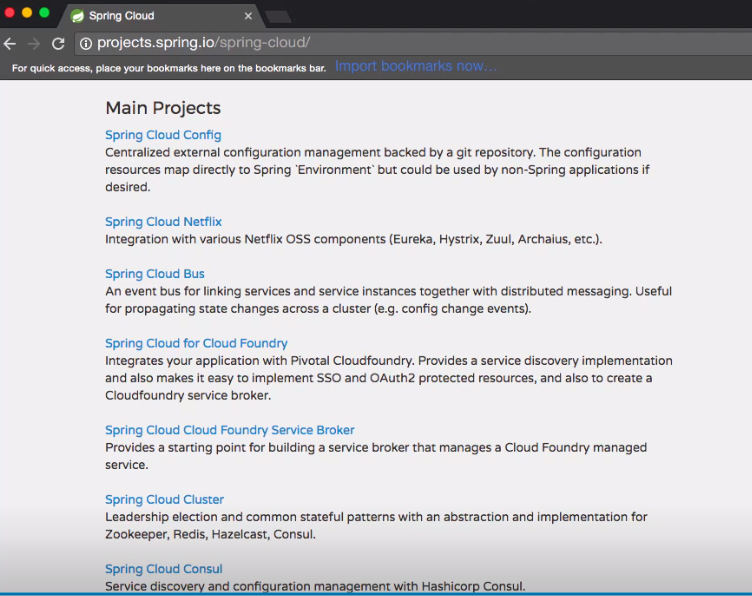 Spring Cloud
projects.spring.io/spring-cloud/
For quick access, place your bookmarks here on the bookmarks bar. Import bookmarks now...
Main Projects
Spring Cloud Config
Centralized external configuration management backed by a git repository. The configuration
resources map directly to Spring `Environment` but could be used by non-Spring applications if
desired.
Spring Cloud Netflix
Integration with various Netflix OSS components (Eureka, Hystrix, Zuul, Archaius, etc.).
Spring Cloud Bus
An event bus for linking services and service instances together with distributed messaging. Useful
for propagating state changes across a cluster (e.g. config change events).
Spring Cloud for Cloud Foundry
Integrates your application with Pivotal Cloudfoundry. Provides a service discovery implementation
and also makes it easy to implement SSO and OAuth2 protected resources, and also to create a
Cloudfoundry service broker.
Spring Cloud Cloud Foundry Service Broker
Provides a starting point for building a service broker that manages a Cloud Foundry managed
service.
Spring Cloud Cluster
Leadership election and common stateful patterns with an abstraction and implementation for
Zookeeper, Redis, Hazelcast, Consul.
Spring Cloud Consul
Service discovery and configuration management with Hashicorp Consul.